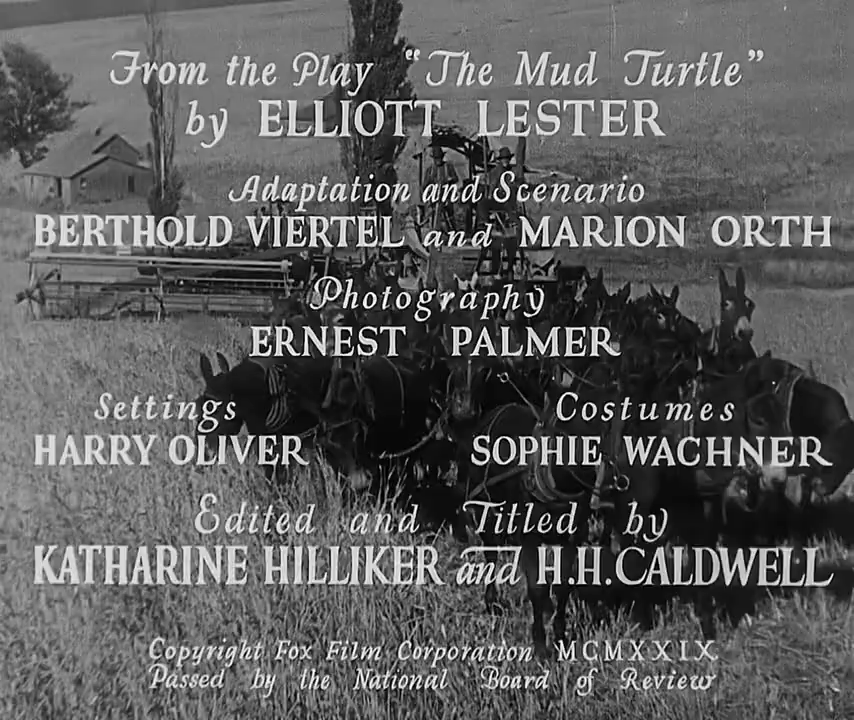 From the Play "The Mud Turtle"
by ELLIOTT LESTER
Adaptation and Scenario
BERTHOLD VIERTEL and MARION ORTH
Photography
ERNEST PALMER
Settings
HARRY OLIVER
Costumes
SOPHIE WACHNER
Edited and Titled by
KATHARINE HILLIKER and H.H. CALDWELL
Copyright Fox Film Corporation MCMXXIX
Passed by the National Board of Review